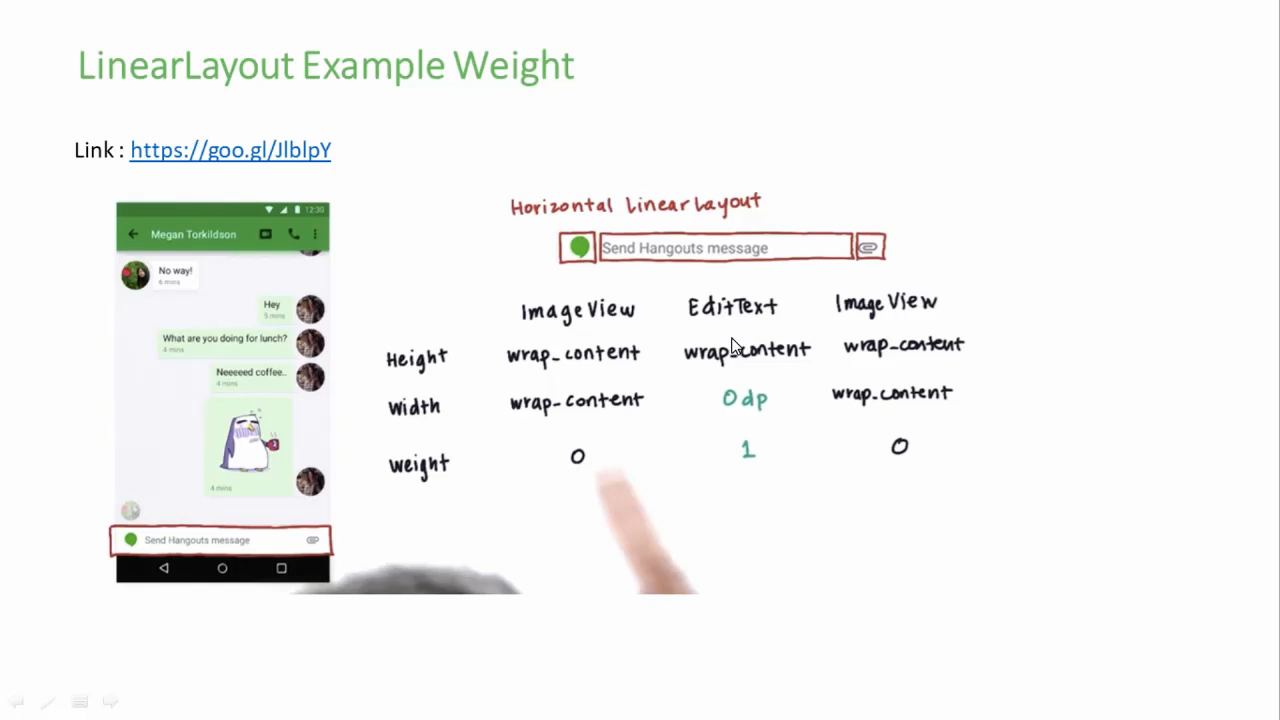 LinearLayout Example Weight
Link : https://goo.gl/JlblpY
12:30
Megan Torkildson
No way!
6 mins
Hey
5 mins
What are you doing for lunch?
4 mins
Neeeeed coffee..
4 mins
4 mins
Send Hangouts message
Horizontal LinearLayout
Send Hangouts message
ImageView EditText ImageView
Height wrap_content wrap_content wrap_content
Width wrap_content 0dp wrap_content
weight 0 1 0